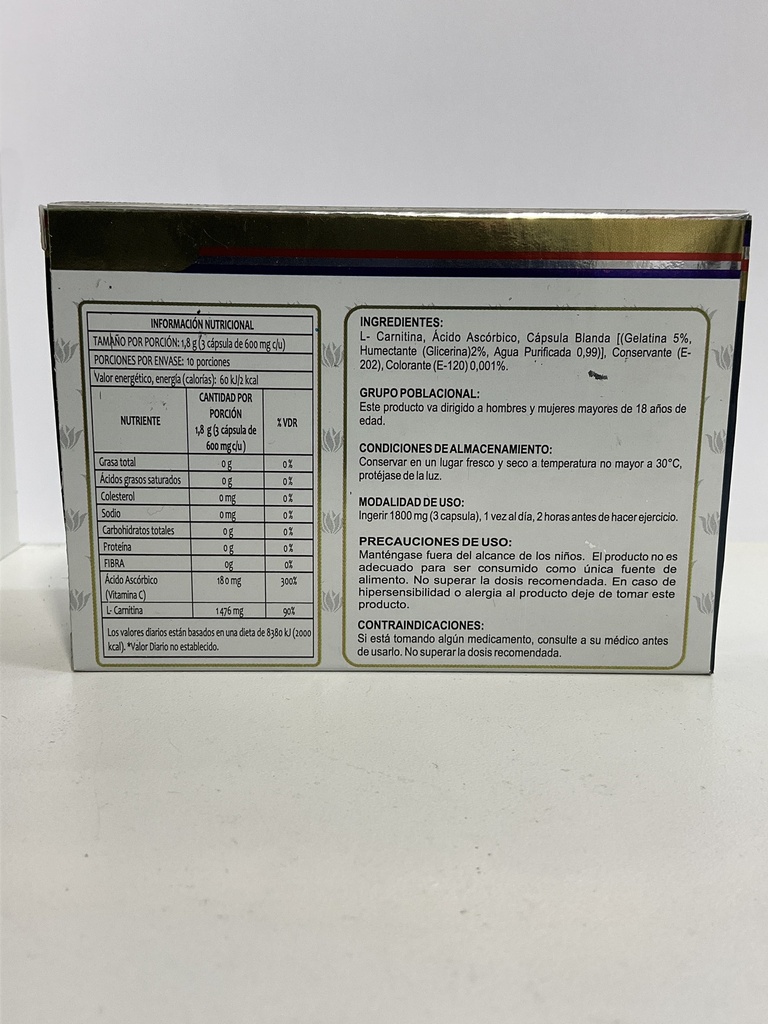 INFORMACIÓN NUTRICIONAL
TAMAÑO POR PORCIÓN: 1,8 g (3 cápsula de 600 mg c/u)
PORCIONES POR ENVASE: 10 porciones
Valor energético, energía (calorías): 60 kJ/2 kcal
NUTRIENTE
CANTIDAD POR
PORCIÓN
1,8 g (3 cápsula de
600 mg c/u)
% VDR
Grasa total 0 g 0%
Ácidos grasos saturados 0 g 0%
Colesterol 0 mg 0%
Sodio 0 mg 0%
Carbohidratos totales 0 g 0%
Proteína 0 g 0%
FIBRA 0g 0%
Ácido Ascórbico 180 mg 300%
(Vitamina C)
L- Carnitina 1476 mg 90%
Los valores diarios están basados en una dieta de 8380 kJ (2000
kcal). *Valor Diario no establecido.
INGREDIENTES:
L- Carnitina, Ácido Ascórbico, Cápsula Blanda [(Gelatina 5%,
Humectante (Glicerina)2%, Agua Purificada 0,99)], Conservante (E-
202), Colorante (E-120) 0,001%.
GRUPO POBLACIONAL:
Este producto va dirigido a hombres y mujeres mayores de 18 años de
edad.
CONDICIONES DE ALMACENAMIENTO:
Conservar en un lugar fresco y seco a temperatura no mayor a 30°C,
protéjase de la luz.
MODALIDAD DE USO:
Ingerir 1800 mg (3 capsula), 1 vez al día, 2 horas antes de hacer ejercicio.
PRECAUCIONES DE USO:
Manténgase fuera del alcance de los niños. El producto no es
adecuado para ser consumido como única fuente de
alimento. No superar la dosis recomendada. En caso de
hipersensibilidad o alergia al producto deje de tomar este
producto.
CONTRAINDICACIONES:
Si está tomando algún medicamento, consulte a su médico antes
de usarlo. No superar la dosis recomendada.